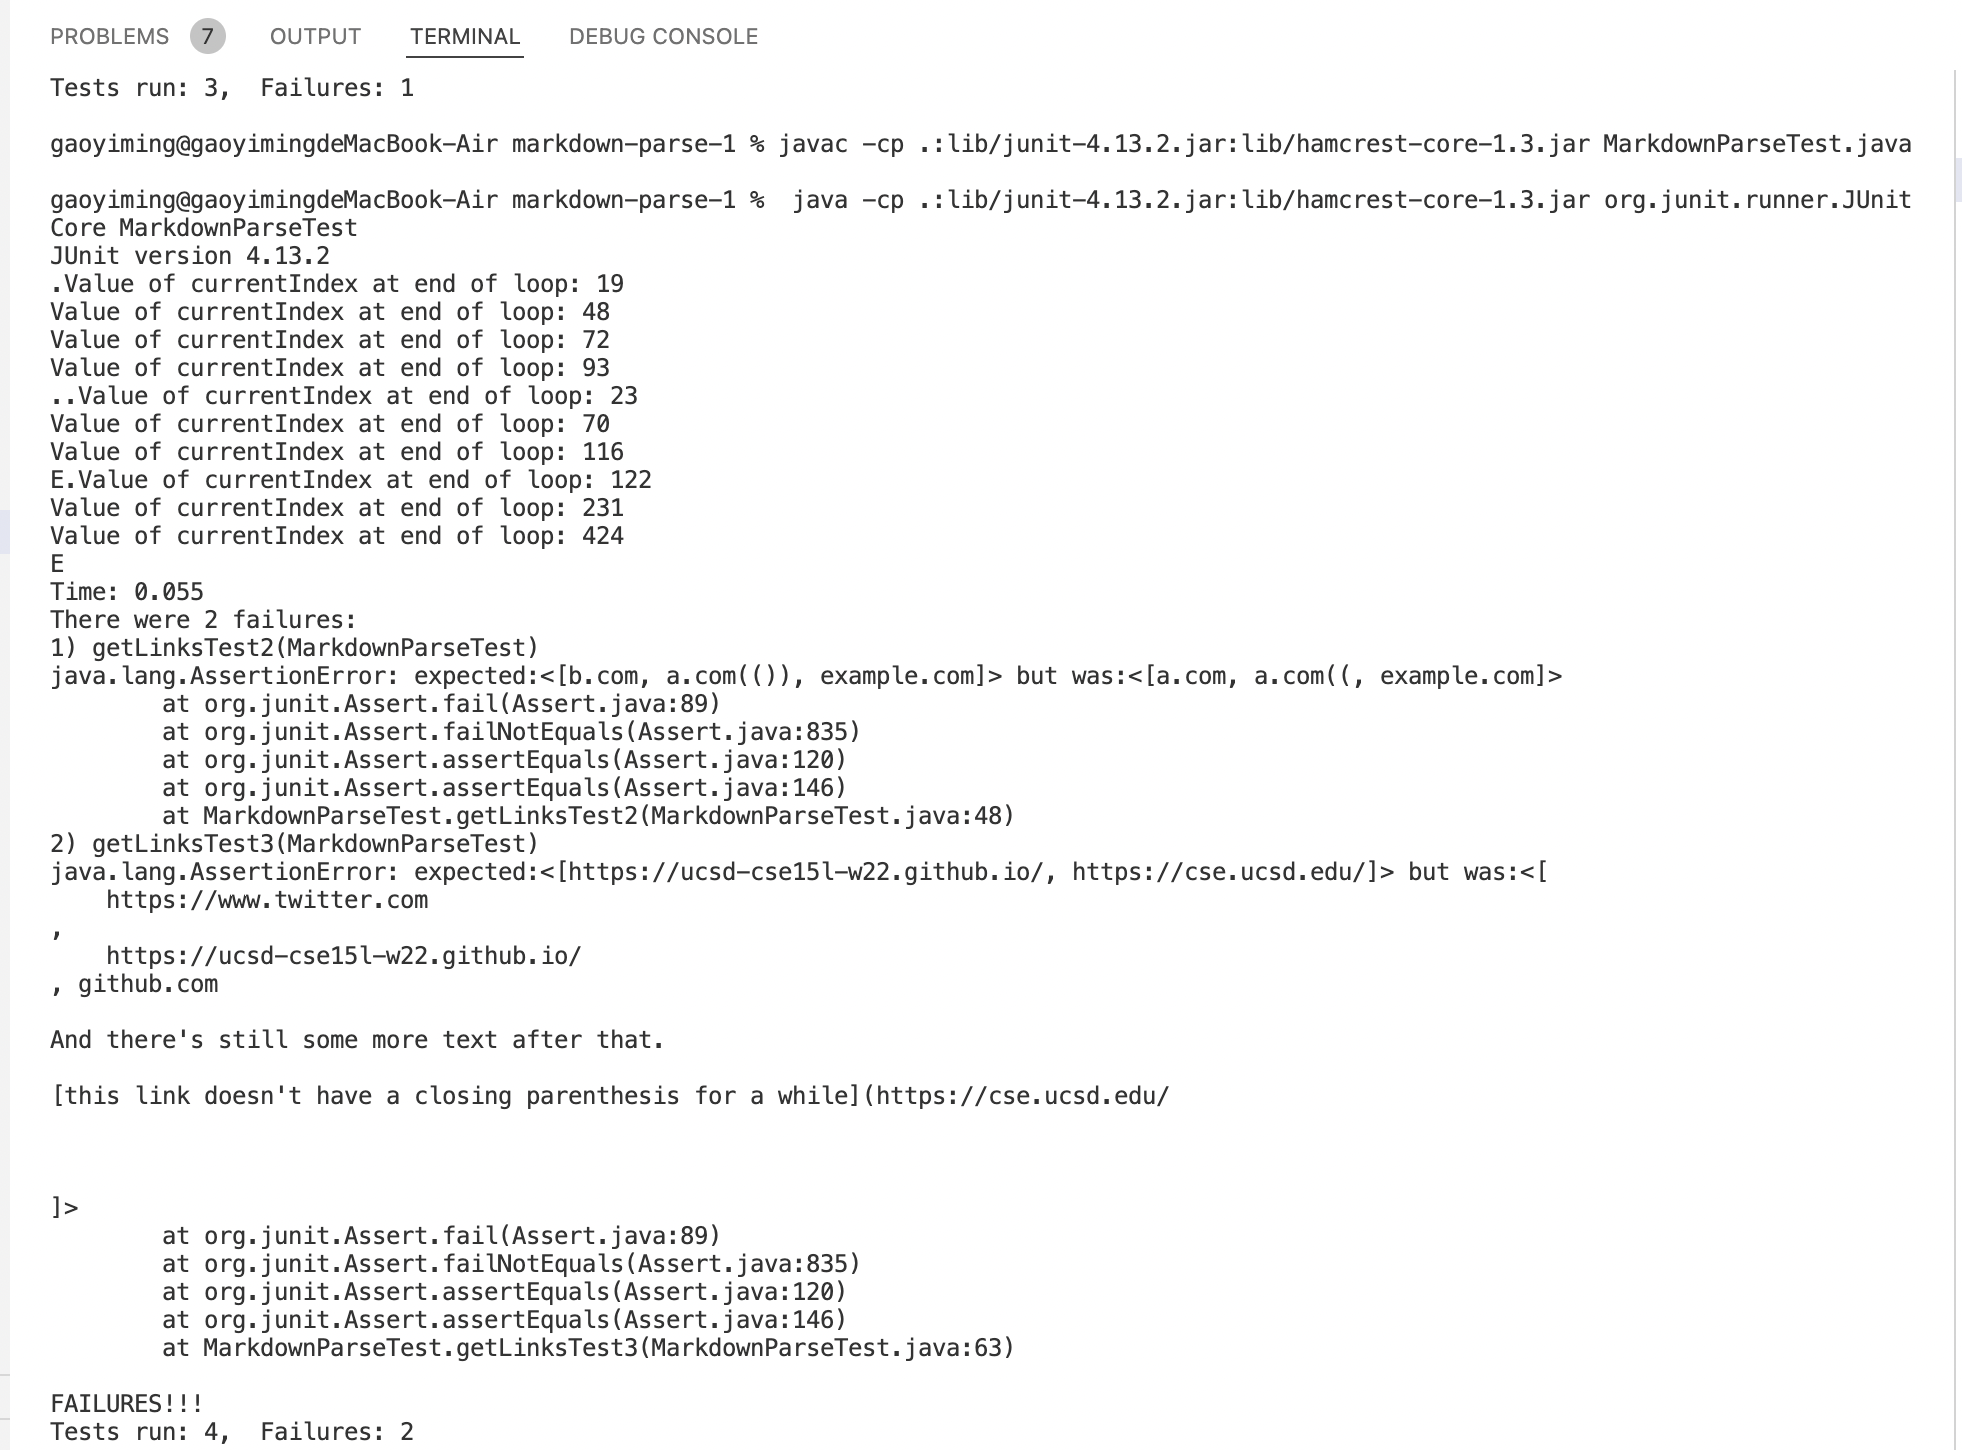 PROBLEMS 7 OUTPUT TERMINAL DEBUG CONSOLE
Tests run: 3,  Failures: 1
gaoyiming@gaoyimingdeMacBook-Air markdown-parse-1 % javac -cp .:lib/junit-4.13.2.jar:lib/hamcrest-core-1.3.jar MarkdownParseTest.java
gaoyiming@gaoyimingdeMacBook-Air markdown-parse-1 %  java -cp .:lib/junit-4.13.2.jar:lib/hamcrest-core-1.3.jar org.junit.runner.JUnit
Core MarkdownParseTest
JUnit version 4.13.2
.Value of currentIndex at end of loop: 19
Value of currentIndex at end of loop: 48
Value of currentIndex at end of loop: 72
Value of currentIndex at end of loop: 93
..Value of currentIndex at end of loop: 23
Value of currentIndex at end of loop: 70
Value of currentIndex at end of loop: 116
E.Value of currentIndex at end of loop: 122
Value of currentIndex at end of loop: 231
Value of currentIndex at end of loop: 424
E
Time: 0.055
There were 2 failures:
1) getLinksTest2(MarkdownParseTest)
java.lang.AssertionError: expected:<[b.com, a.com(()), example.com]> but was:<[a.com, a.com((, example.com]>
        at org.junit.Assert.fail(Assert.java:89)
        at org.junit.Assert.failNotEquals(Assert.java:835)
        at org.junit.Assert.assertEquals(Assert.java:120)
        at org.junit.Assert.assertEquals(Assert.java:146)
        at MarkdownParseTest.getLinksTest2(MarkdownParseTest.java:48)
2) getLinksTest3(MarkdownParseTest)
java.lang.AssertionError: expected:<[https://ucsd-cse15l-w22.github.io/, https://cse.ucsd.edu/]> but was:<[
    https://www.twitter.com
,
    https://ucsd-cse15l-w22.github.io/
, github.com
And there's still some more text after that.
[this link doesn't have a closing parenthesis for a while](https://cse.ucsd.edu/
]>
        at org.junit.Assert.fail(Assert.java:89)
        at org.junit.Assert.failNotEquals(Assert.java:835)
        at org.junit.Assert.assertEquals(Assert.java:120)
        at org.junit.Assert.assertEquals(Assert.java:146)
        at MarkdownParseTest.getLinksTest3(MarkdownParseTest.java:63)
FAILURES!!!
Tests run: 4,  Failures: 2